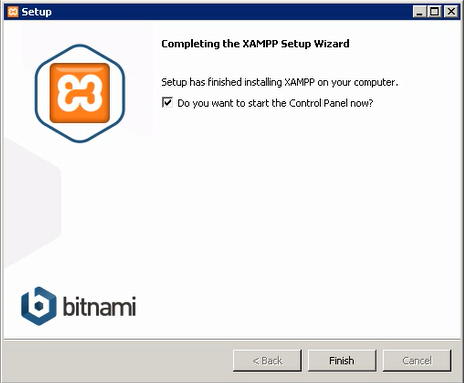 Setup
Completing the XAMPP Setup Wizard
Setup has finished installing XAMPP on your computer.
Do you want to start the Control Panel now?
bitnami
< Back
Finish
Cancel